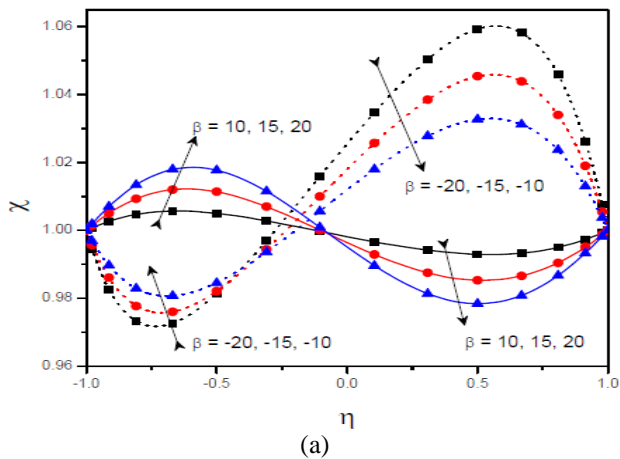 1.06
1.04
1.02
1.00
0.98
0.96
χ
β = 10, 15, 20
β = -20, -15, -10
β = -20, -15, -10
β = 10, 15, 20
-1.0 -0.5 0.0 0.5 1.0
η
(a)